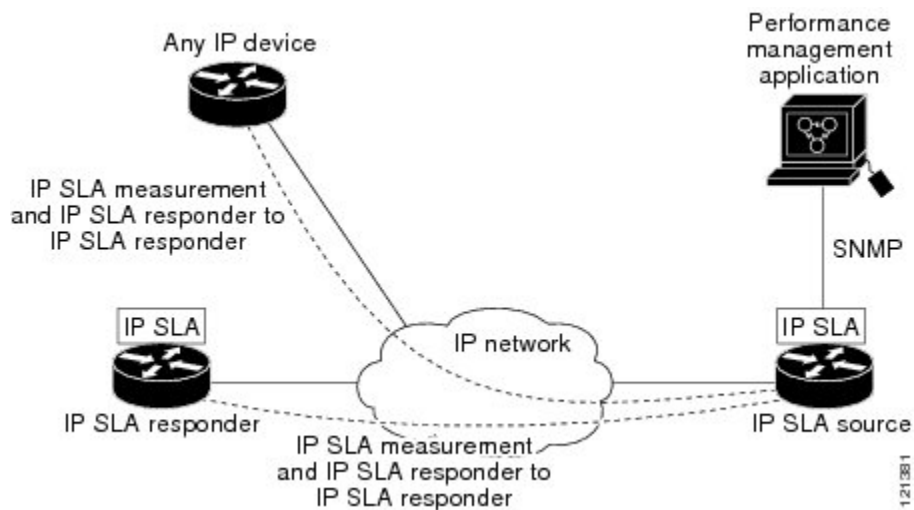 Any IP device
Performance
management
application
IP SLA measurement
and IP SLA responder to
IP SLA responder
SNMP
IP SLA
IP network
IP SLA
IP SLA responder
IP SLA source
IP SLA measurement
and IP SLA responder to
IP SLA responder
121381